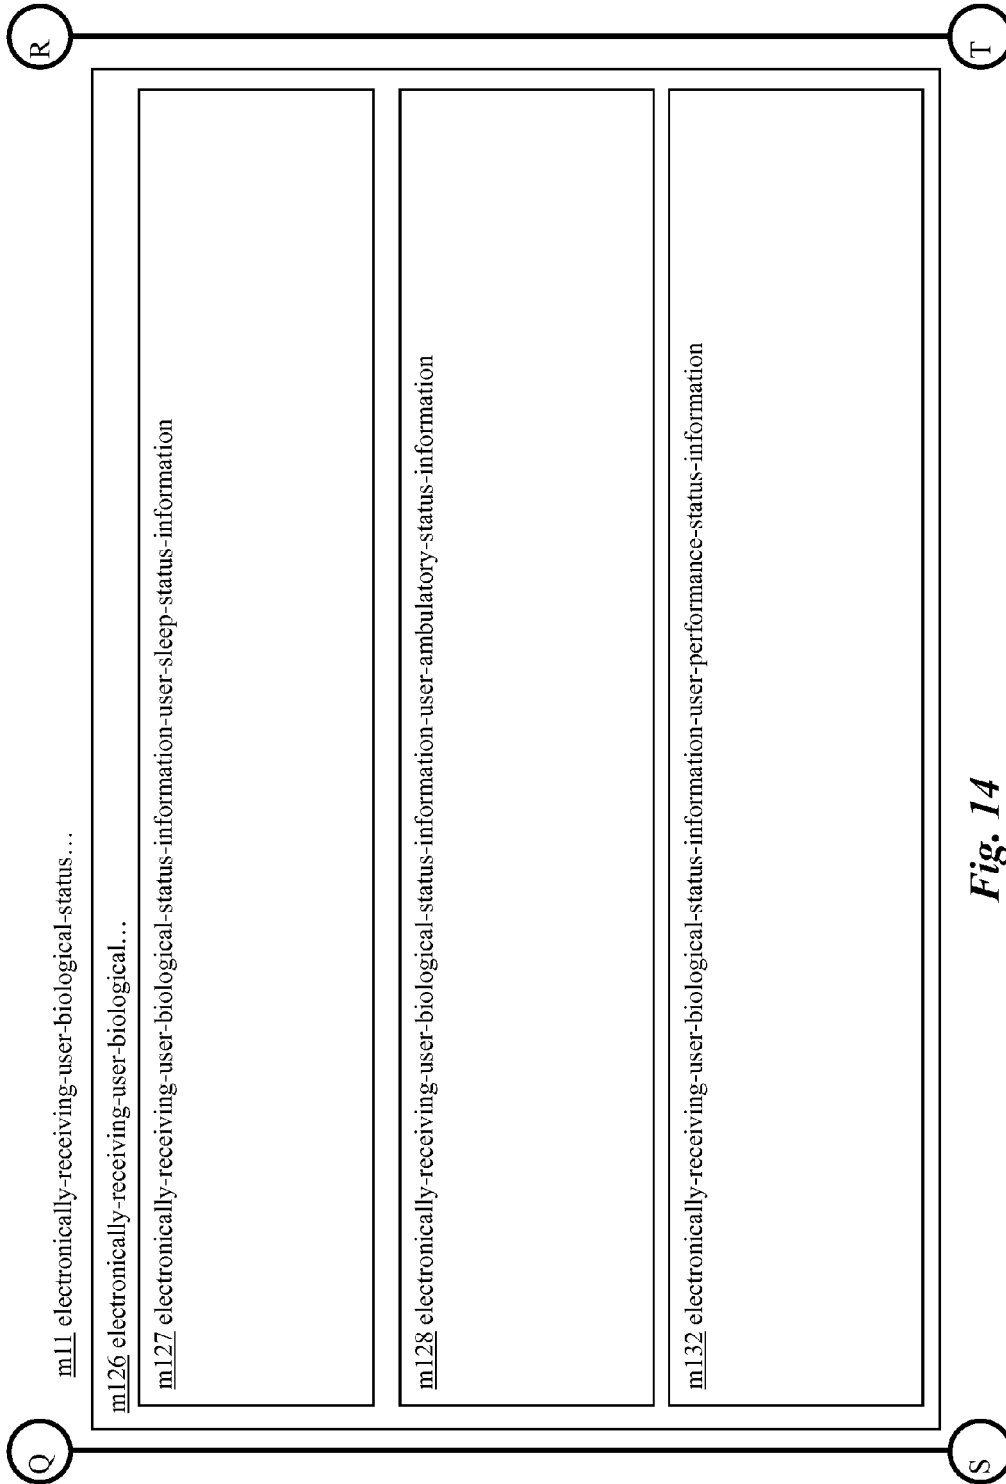 Q
R
m11 electronically-receiving-user-biological-status…
m126 electronically-receiving-user-biological…
m127 electronically-receiving-user-biological-status-information-user-sleep-status-information
m128 electronically-receiving-user-biological-status-information-user-ambulatory-status-information
m132 electronically-receiving-user-biological-status-information-user-performance-status-information
S
T
Fig. 14